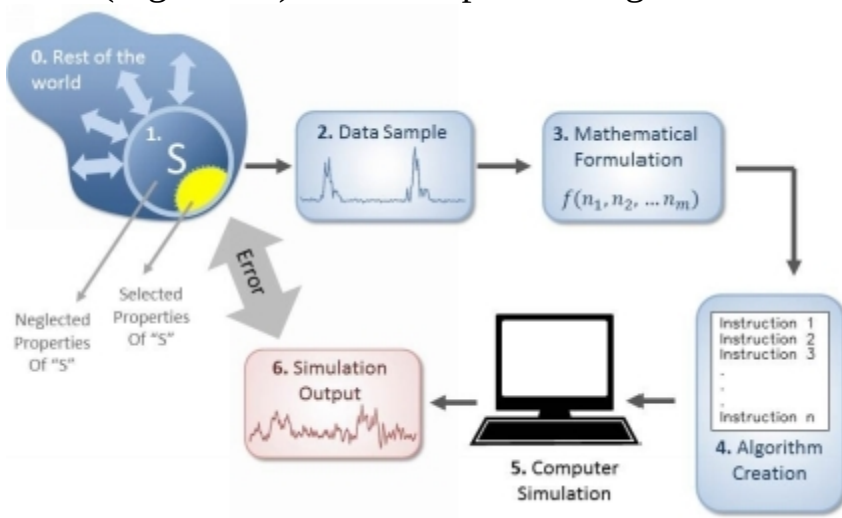 0. Rest of the
world
1.
S
2. Data Sample
3. Mathematical
Formulation
f(n1, n2, ... nm)
Neglected
Properties
Of "S"
Selected
Properties
Of "S"
Error
Instruction 1
Instruction 2
Instruction 3
.
.
.
Instruction n
4. Algorithm
Creation
5. Computer
Simulation
6. Simulation
Output